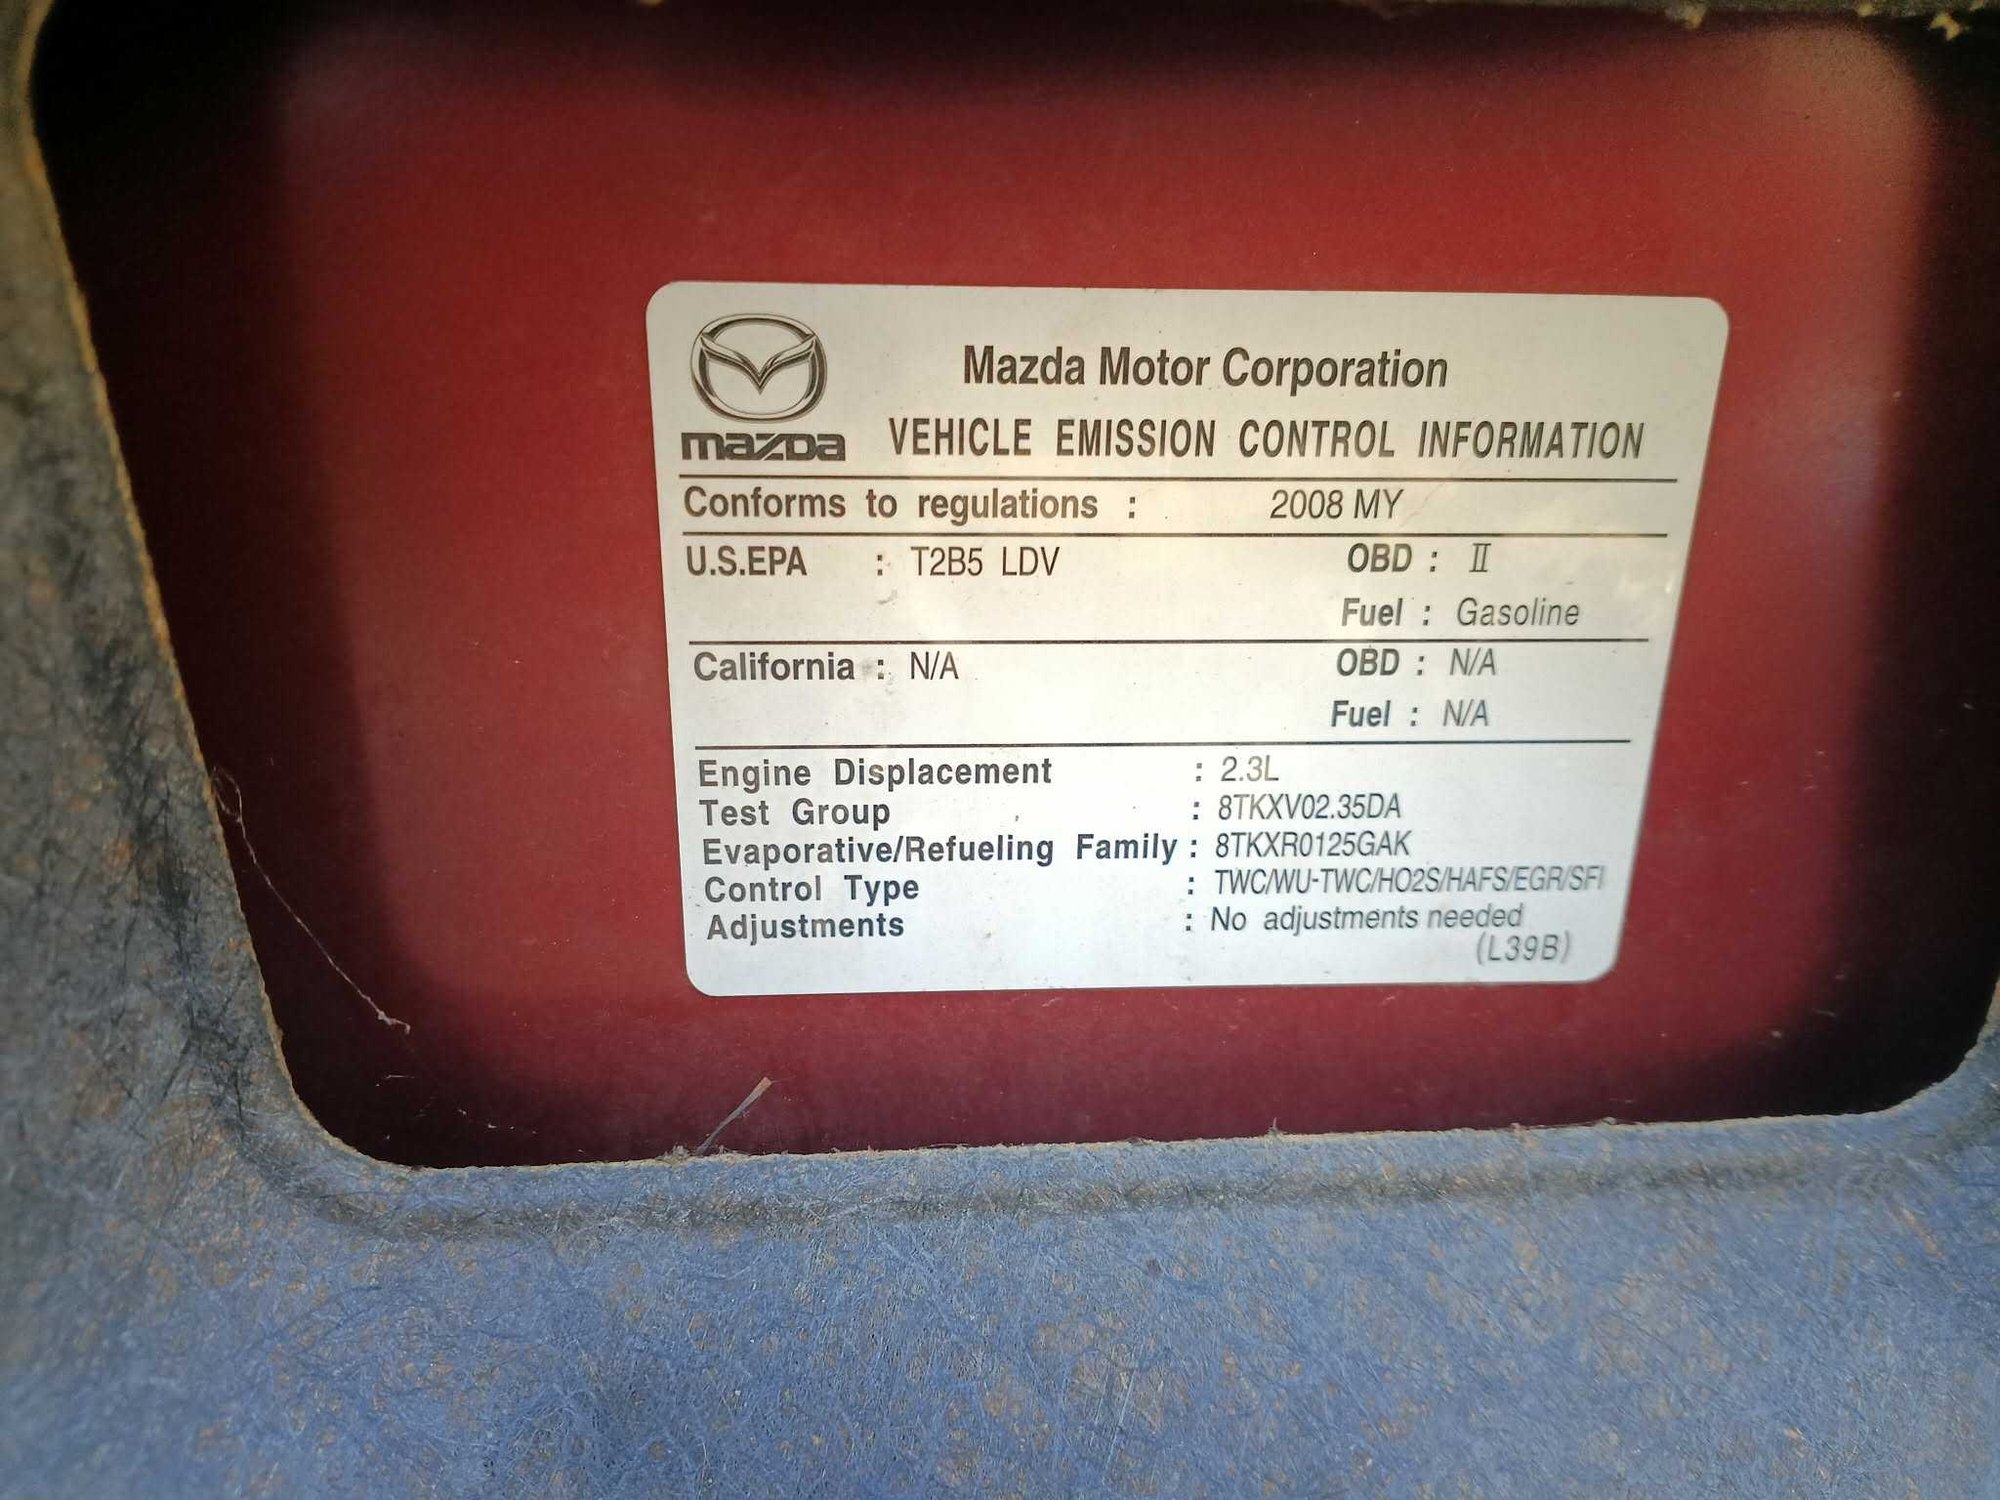 Mazda Motor Corporation
mazda VEHICLE EMISSION CONTROL INFORMATION
Conforms to regulations : 2008 MY
U.S.EPA : T2B5 LDV OBD : II
Fuel : Gasoline
California : N/A OBD : N/A
Fuel : N/A
Engine Displacement : 2.3L
Test Group : 8TKXV02.35DA
Evaporative/Refueling Family : 8TKXR0125GAK
Control Type : TWC/WU-TWC/HO2S/HAFS/EGR/SFI
Adjustments : No adjustments needed
(L39B)